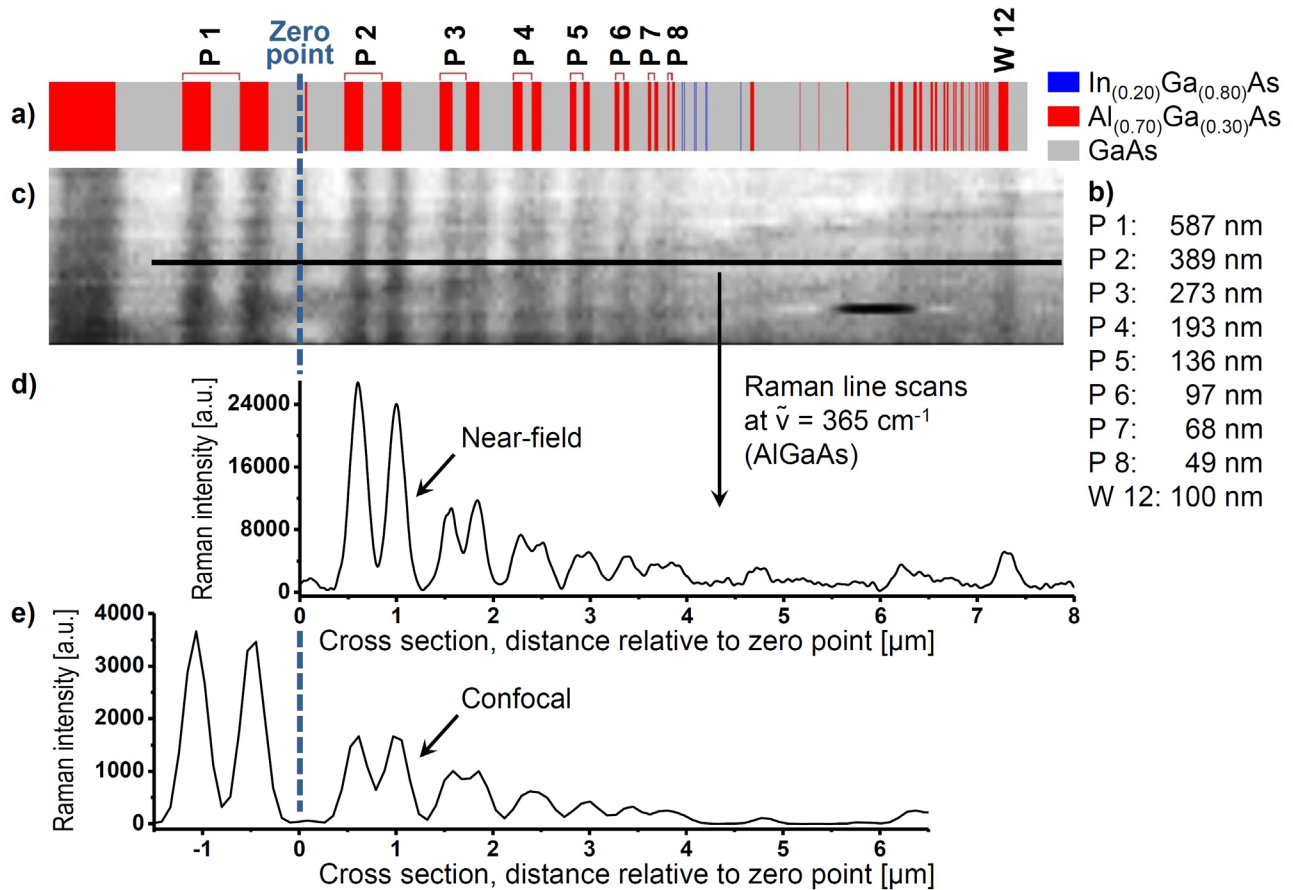 P 1
Zero
point
P 2
P 3
P 4
P 5
P 6
P 7
P 8
W 12
a)
In(0.20)Ga(0.80)As
Al(0.70)Ga(0.30)As
GaAs
c)
b)
P 1: 587 nm
P 2: 389 nm
P 3: 273 nm
P 4: 193 nm
P 5: 136 nm
P 6: 97 nm
P 7: 68 nm
P 8: 49 nm
W 12: 100 nm
d)
Raman intensity [a.u.]
24000
16000
8000
0
Near-field
Raman line scans
at ν̃ = 365 cm-1
(AlGaAs)
0 1 2 3 4 5 6 7 8
Cross section, distance relative to zero point [µm]
e)
Raman intensity [a.u.]
4000
3000
2000
1000
0
Confocal
-1 0 1 2 3 4 5 6
Cross section, distance relative to zero point [µm]